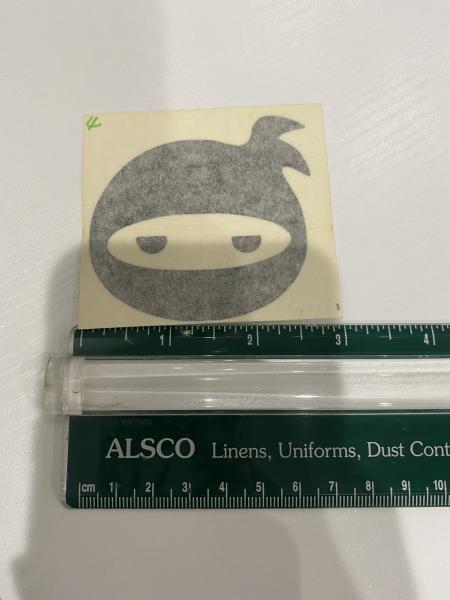 4
1 2 3 4
ALSCO Linens, Uniforms, Dust Cont
cm 1 2 3 4 5 6 7 8 9 10